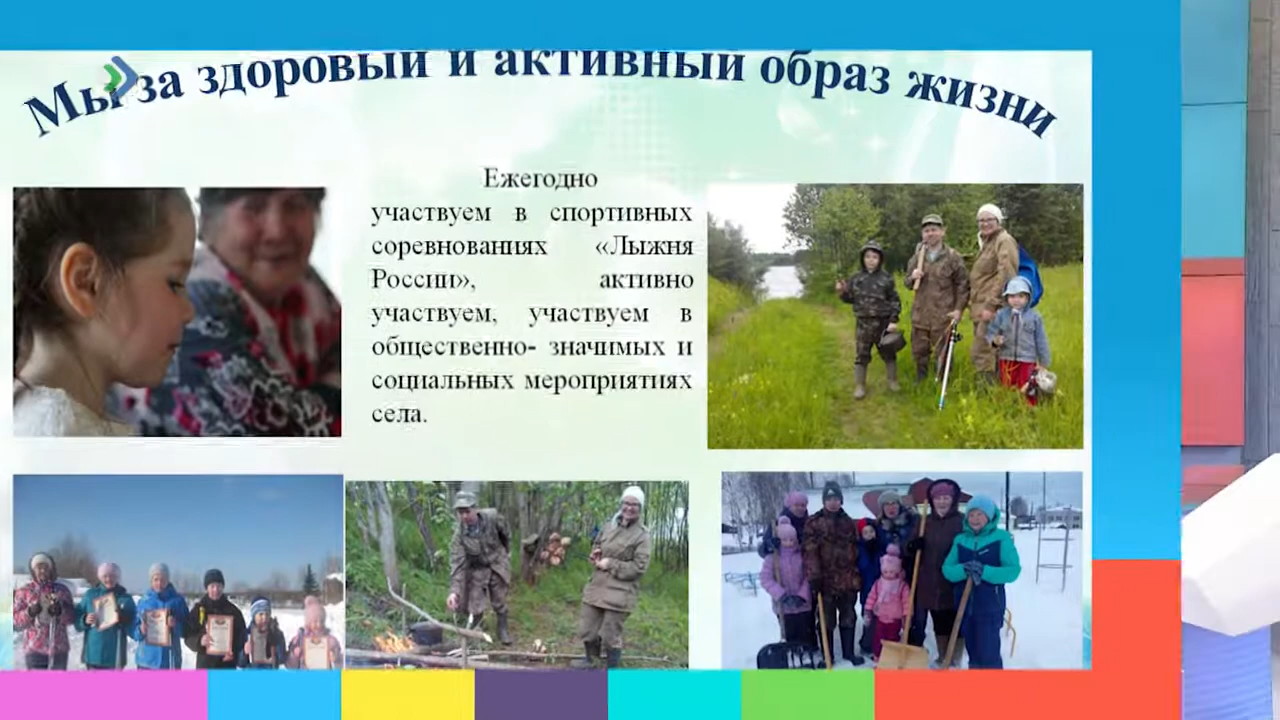 Мы за здоровый и активный образ жизни
Ежегодно
участвуем в спортивных
соревнованиях «Лыжня
России», активно
участвуем, участвуем в
общественно- значимых и
социальных мероприятиях
села.